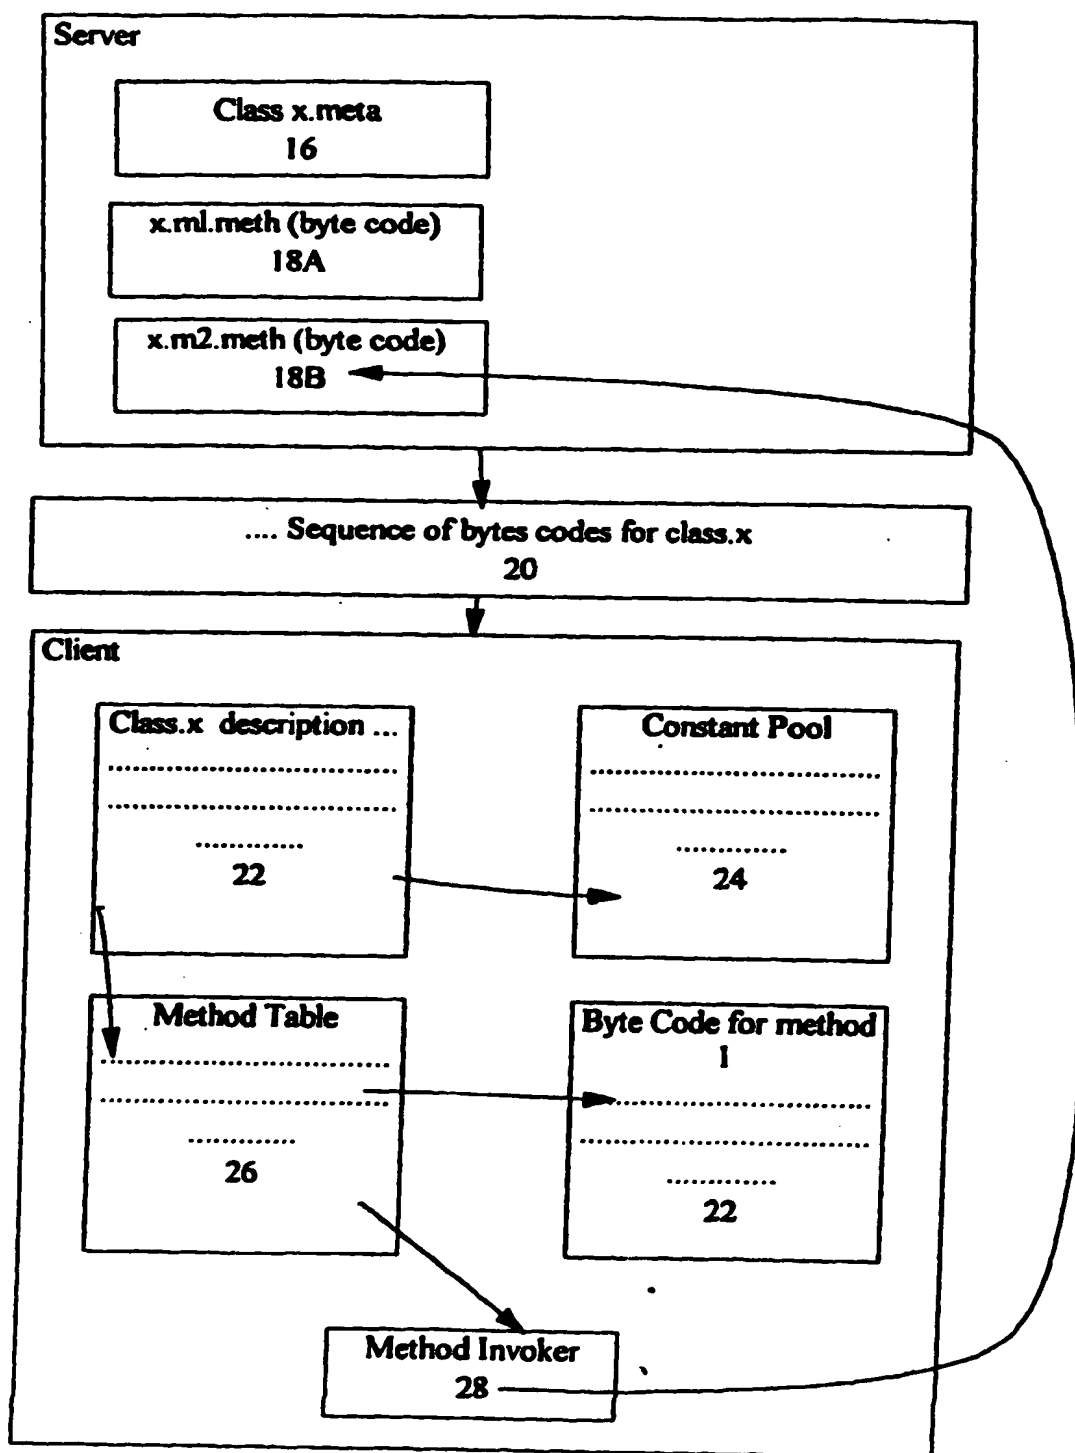 Server
Class x.meta
16
x.ml.meth (byte code)
18A
x.m2.meth (byte code)
18B
.... Sequence of bytes codes for class.x
20
Client
Class.x description ...
22
Constant Pool
24
Method Table
26
Byte Code for method
1
22
Method Invoker
28